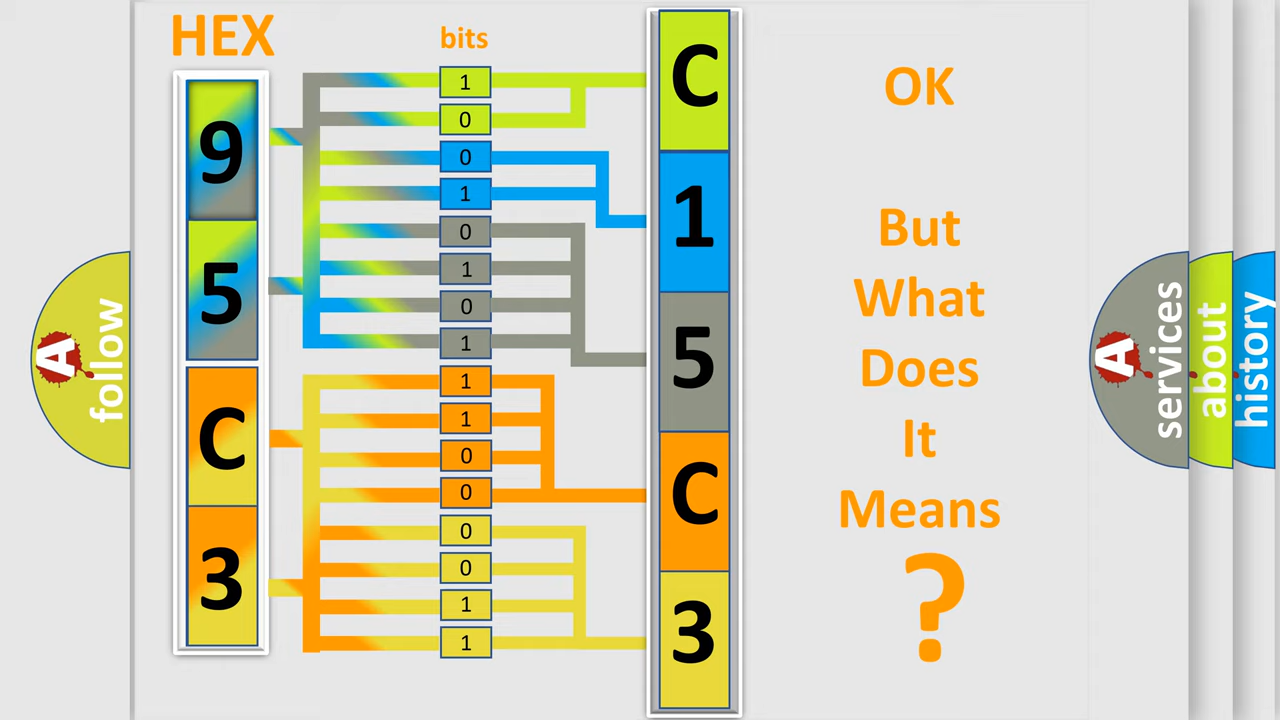 HEX
bits
9
5
C
3
1
0
0
1
0
1
0
1
1
1
0
0
0
0
1
1
C
1
5
C
3
OK
But
What
Does
It
Means
?
A
follow
A
services
about
history